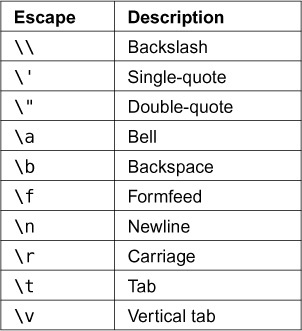 Escape Description
\\ Backslash
\' Single-quote
\" Double-quote
\a Bell
\b Backspace
\f Formfeed
\n Newline
\r Carriage
\t Tab
\v Vertical tab